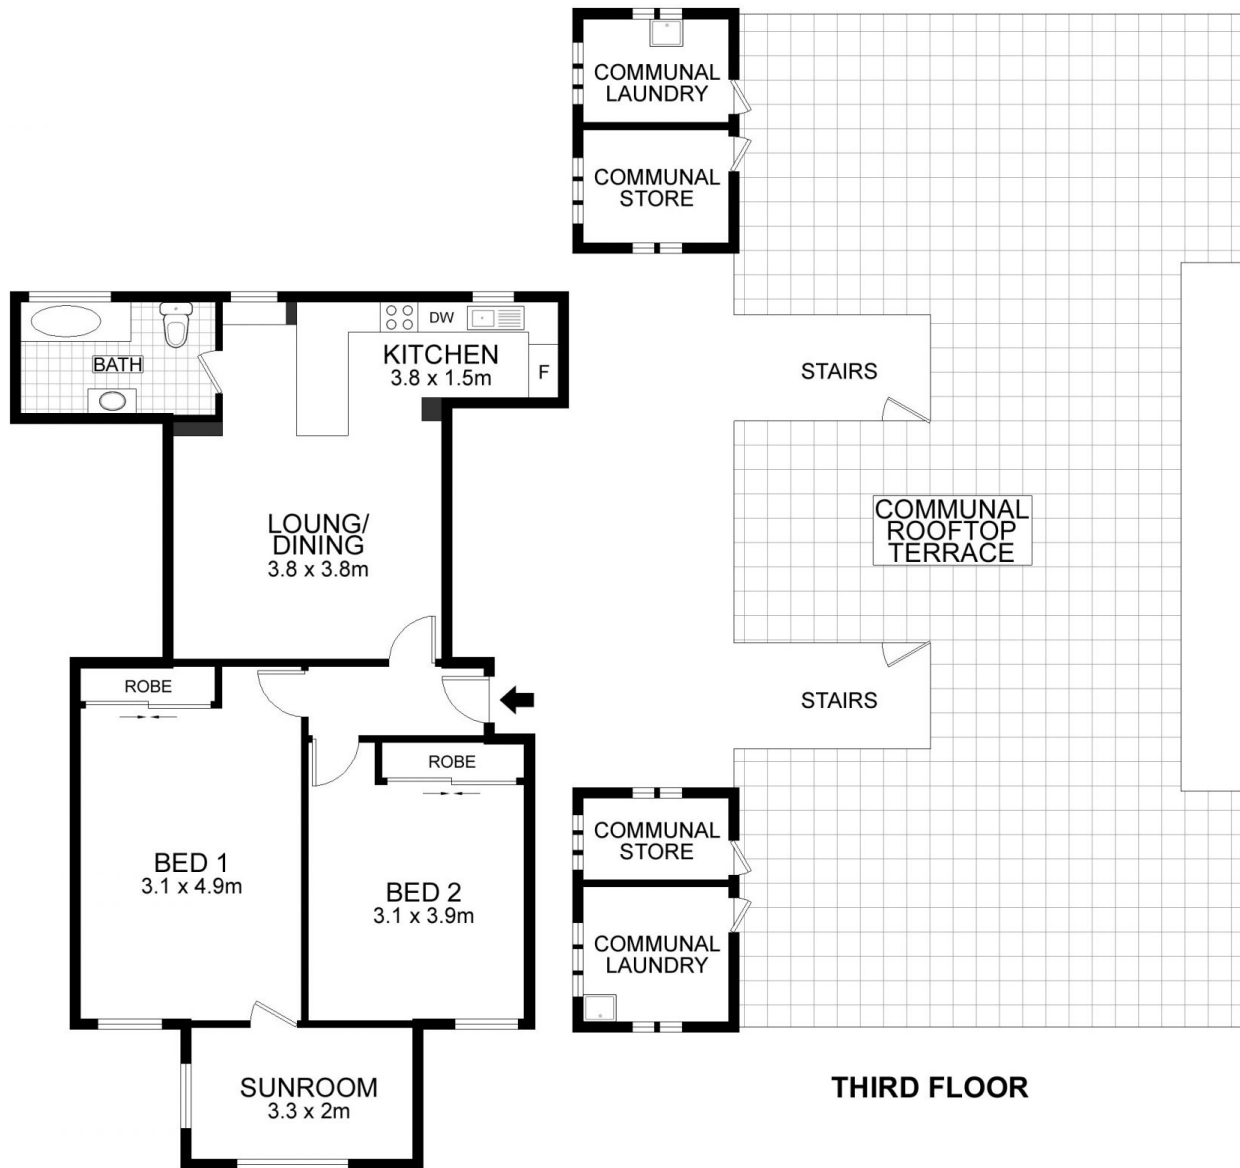 COMMUNAL
LAUNDRY
COMMUNAL
STORE
DW
KITCHEN
3.8 x 1.5m
F
BATH
STAIRS
LOUNG/
DINING
3.8 x 3.8m
COMMUNAL
ROOFTOP
TERRACE
ROBE
STAIRS
ROBE
BED 1
3.1 x 4.9m
BED 2
3.1 x 3.9m
COMMUNAL
STORE
COMMUNAL
LAUNDRY
SUNROOM
3.3 x 2m
THIRD FLOOR